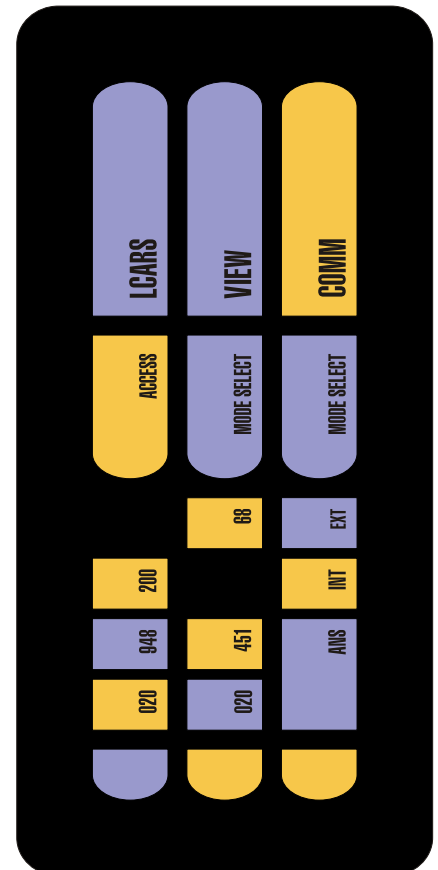 020
948
200
ACCESS
LCARS
020
451
68
MODE SELECT
VIEW
ANS
INT
EXT
MODE SELECT
COMM